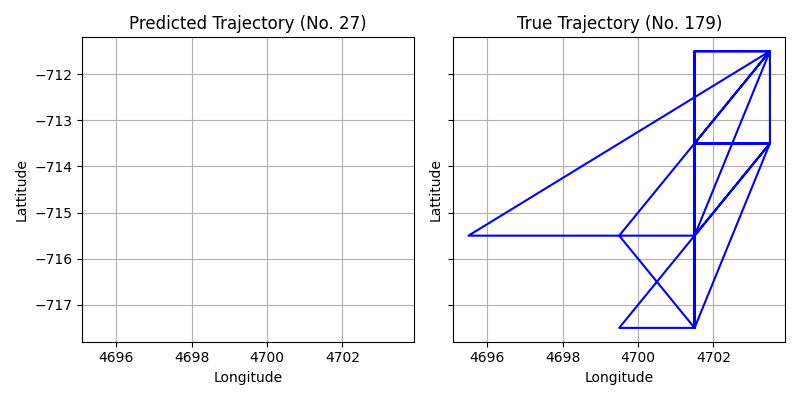 Predicted Trajectory (No. 27)
True Trajectory (No. 179)
Lattitude
−712
−713
−714
−715
−716
−717
4696
4698
4700
4702
Longitude
Lattitude
4696
4698
4700
4702
Longitude